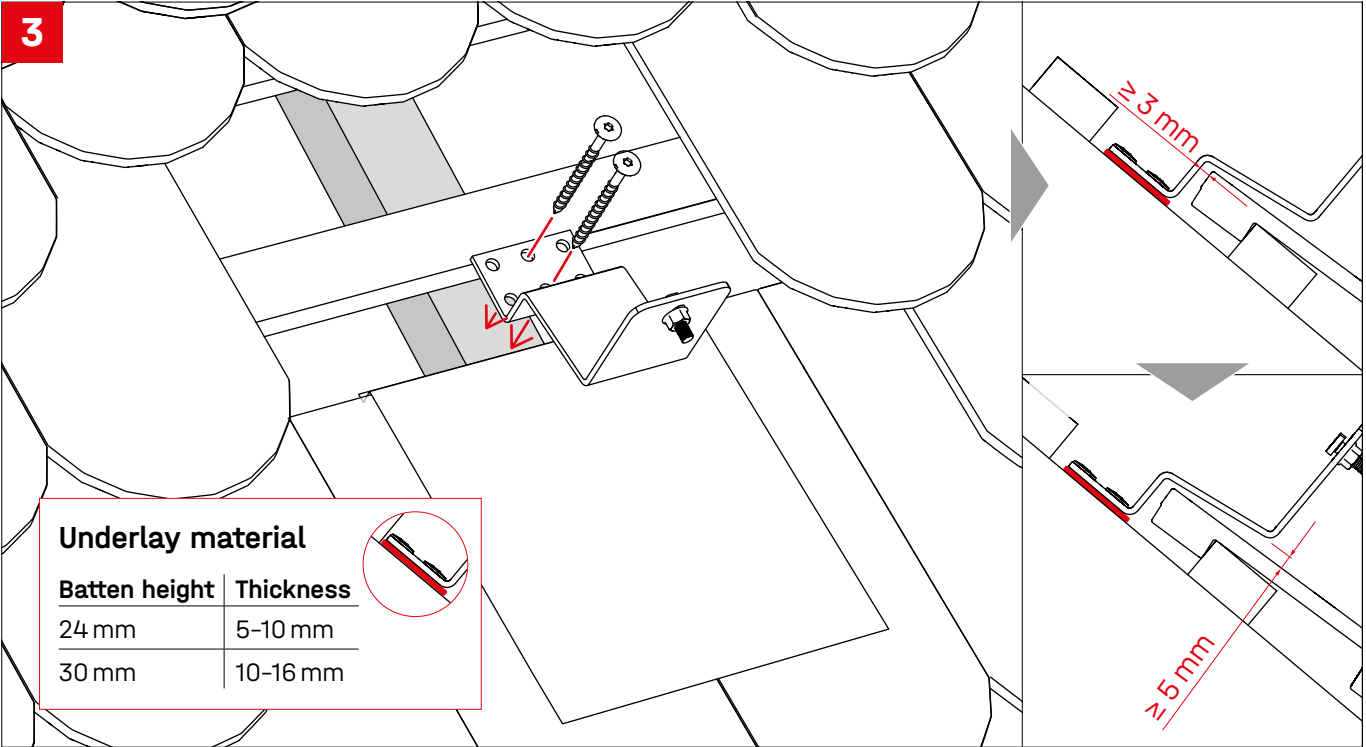 3
≥ 3 mm
≥ 5 mm
Underlay material
Batten height Thickness
24 mm 5-10 mm
30 mm 10-16 mm